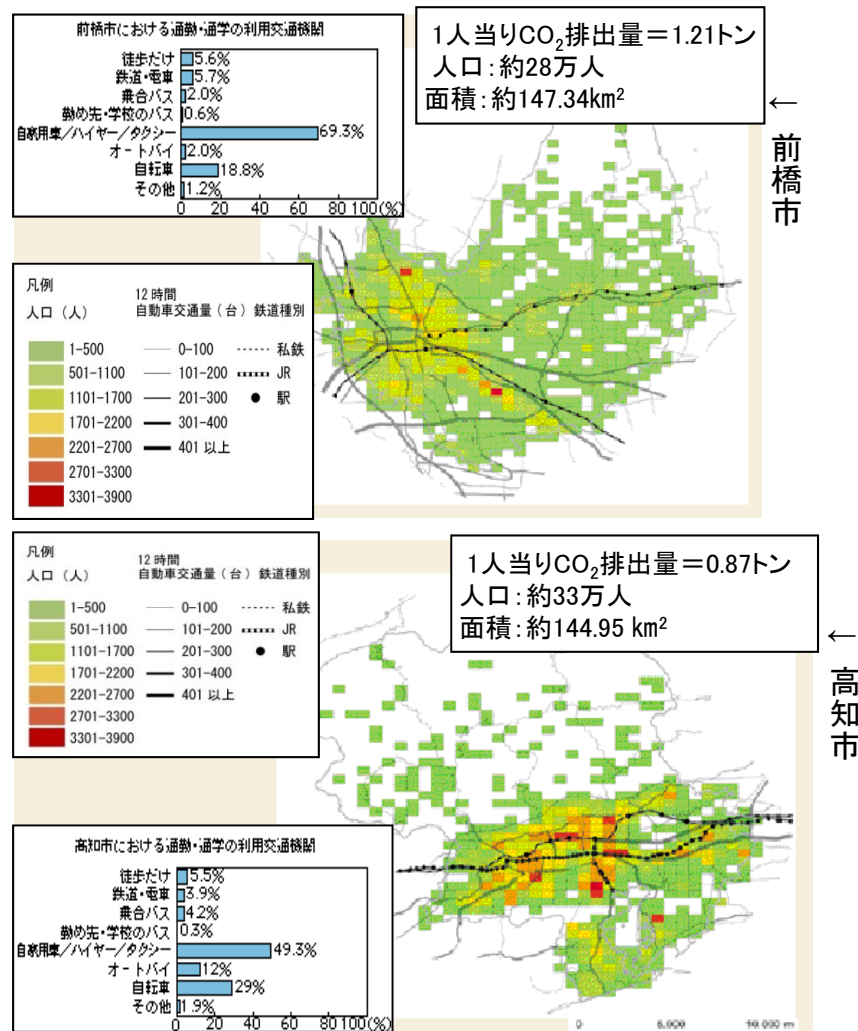 前橋市における通勤・通学の利用交通機関
徒歩だけ 5.6%
鉄道・電車 5.7%
乗合バス 2.0%
勤め先・学校のバス 0.6%
自家用車/ハイヤー/タクシー 69.3%
オートバイ 2.0%
自転車 18.8%
その他 1.2%
0 20 40 60 80 100(%)
1人当りCO₂排出量＝1.21トン
人口：約28万人
面積：約147.34km²
←
前橋市
凡例
人口（人） 12時間自動車交通量（台） 鉄道種別
1-500 0-100 私鉄
501-1100 101-200 JR
1101-1700 201-300 駅
1701-2200 301-400
2201-2700 401 以上
2701-3300
3301-3900
凡例
人口（人） 12時間自動車交通量（台） 鉄道種別
1-500 0-100 私鉄
501-1100 101-200 JR
1101-1700 201-300 駅
1701-2200 301-400
2201-2700 401 以上
2701-3300
3301-3900
1人当りCO₂排出量＝0.87トン
人口：約33万人
面積：約144.95 km²
←
高知市
高知市における通勤・通学の利用交通機関
徒歩だけ 5.5%
鉄道・電車 3.9%
乗合バス 4.2%
勤め先・学校のバス 0.3%
自家用車/ハイヤー/タクシー 49.3%
オートバイ 12%
自転車 29%
その他 1.9%
0 20 40 60 80 100(%)
0 5,000 10,000 m